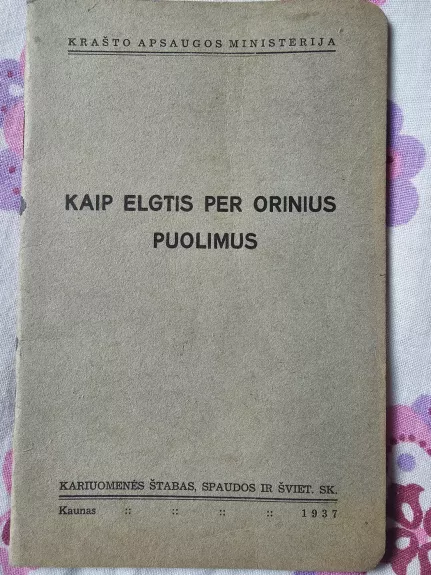 KRAŠTO APSAUGOS MINISTERIJA
KAIP ELGTIS PER ORINIUS
PUOLIMUS
KARIUOMENĖS ŠTABAS, SPAUDOS IR ŠVIET. SK.
Kaunas :: :: :: :: 1937